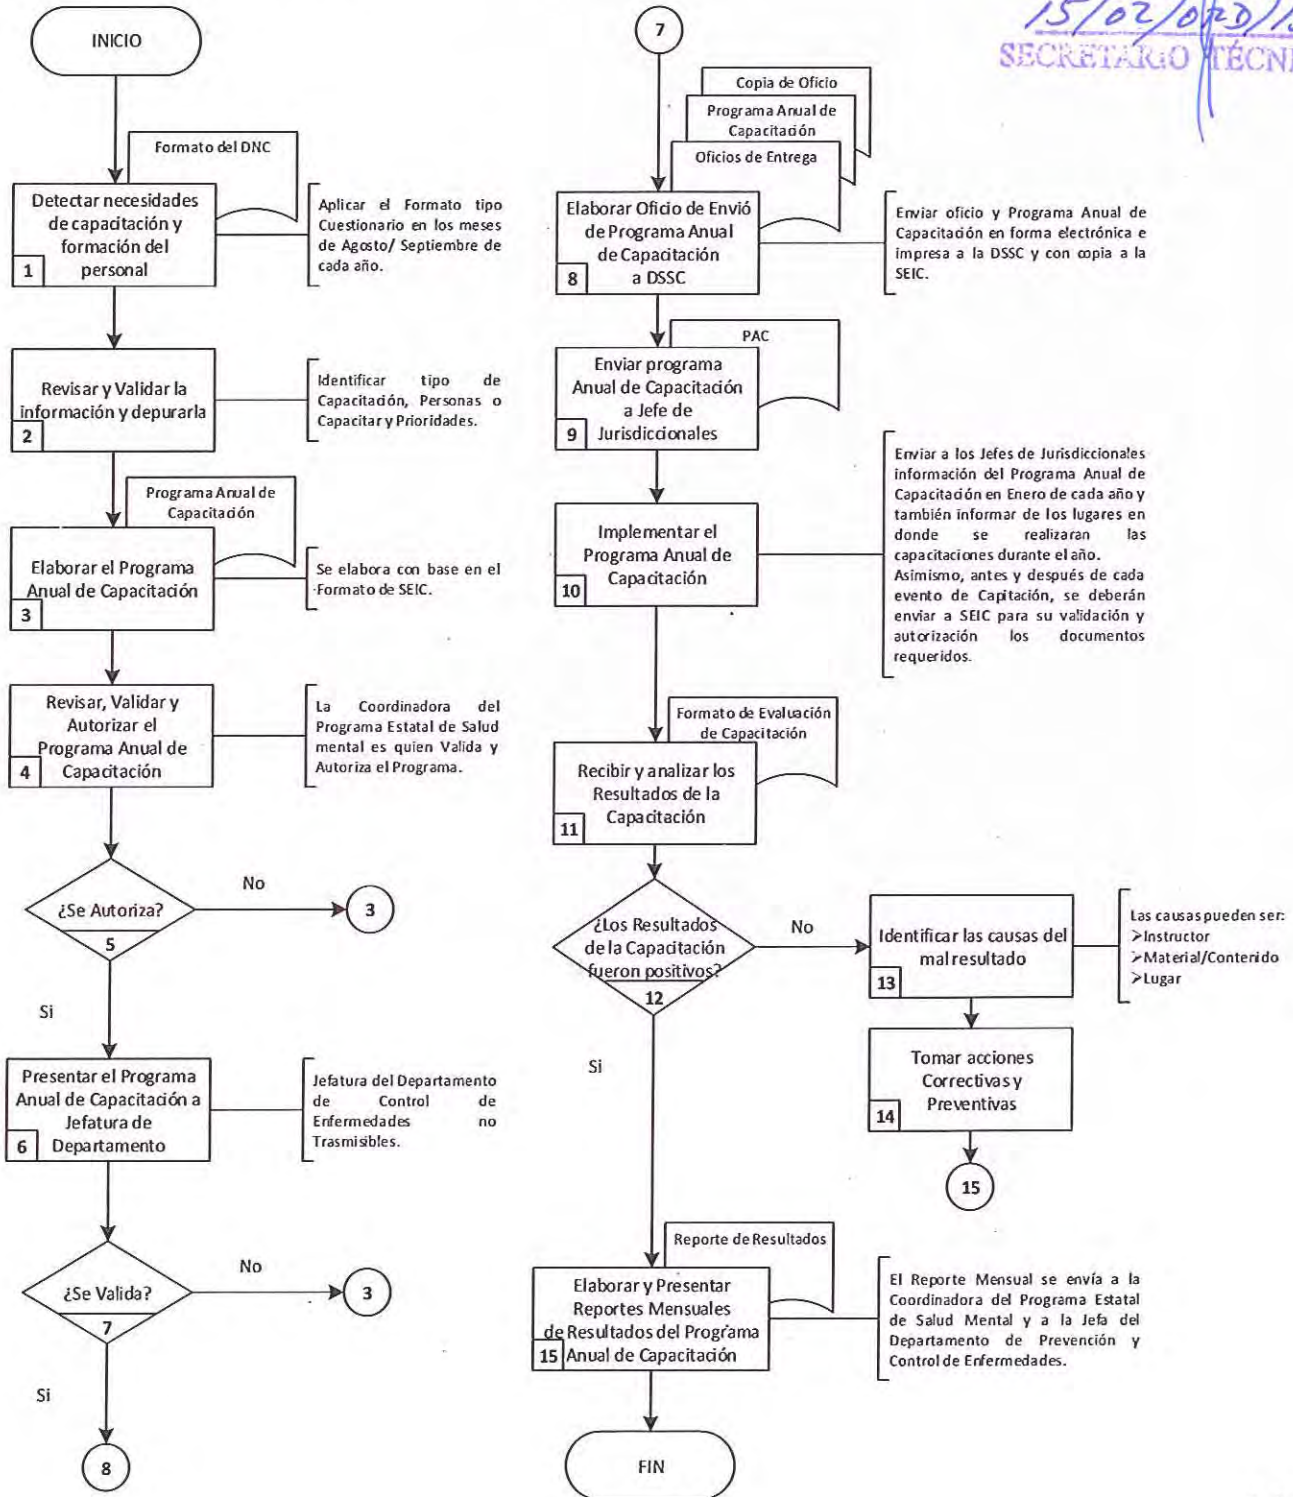 15/02/
SECRETARIO TÉCN
INICIO
Formato del DNC
Detectar necesidades
de capacitación y
formación del
personal
1
Aplicar el Formato tipo
Cuestionario en los meses
de Agosto/ Septiembre de
cada año.
Revisar y Validar la
información y depurarla
2
Identificar tipo de
Capacitación, Personas o
Capacitar y Prioridades.
Programa Anual de
Capacitación
Elaborar el Programa
Anual de Capacitación
3
Se elabora con base en el
Formato de SEIC.
Revisar, Validar y
Autorizar el
Programa Anual de
Capacitación
4
La Coordinadora del
Programa Estatal de Salud
mental es quien Valida y
Autoriza el Programa.
¿Se Autoriza?
5
No
3
Si
Presentar el Programa
Anual de Capacitación a
Jefatura de
Departamento
6
Jefatura del Departamento
de Control de
Enfermedades no
Trasmisibles.
¿Se Valida?
7
No
3
Si
8
7
Copia de Oficio
Programa Anual de
Capacitación
Oficios de Entrega
Elaborar Oficio de Envió
de Programa Anual
de Capacitación
a DSSC
8
Enviar oficio y Programa Anual de
Capacitación en forma electrónica e
impresa a la DSSC y con copia a la
SEIC.
PAC
Enviar programa
Anual de Capacitación
a Jefe de
Jurisdiccionales
9
Implementar el
Programa Anual de
Capacitación
10
Enviar a los Jefes de Jurisdiccionales
información del Programa Anual de
Capacitación en Enero de cada año y
también informar de los lugares en
donde se realizaran las
capacitaciones durante el año.
Asimismo, antes y después de cada
evento de Capitación, se deberán
enviar a SEIC para su validación y
autorización los documentos
requeridos.
Formato de Evaluación
de Capacitación
Recibir y analizar los
Resultados de la
Capacitación
11
¿Los Resultados
de la Capacitación
fueron positivos?
12
No
Identificar las causas del
mal resultado
13
Las causas pueden ser:
➢Instructor
➢Material/Contenido
➢Lugar
Tomar acciones
Correctivas y
Preventivas
14
15
Si
Reporte de Resultados
Elaborar y Presentar
Reportes Mensuales
de Resultados del Programa
Anual de Capacitación
15
El Reporte Mensual se envía a la
Coordinadora del Programa Estatal
de Salud Mental y a la Jefa del
Departamento de Prevención y
Control de Enfermedades.
FIN